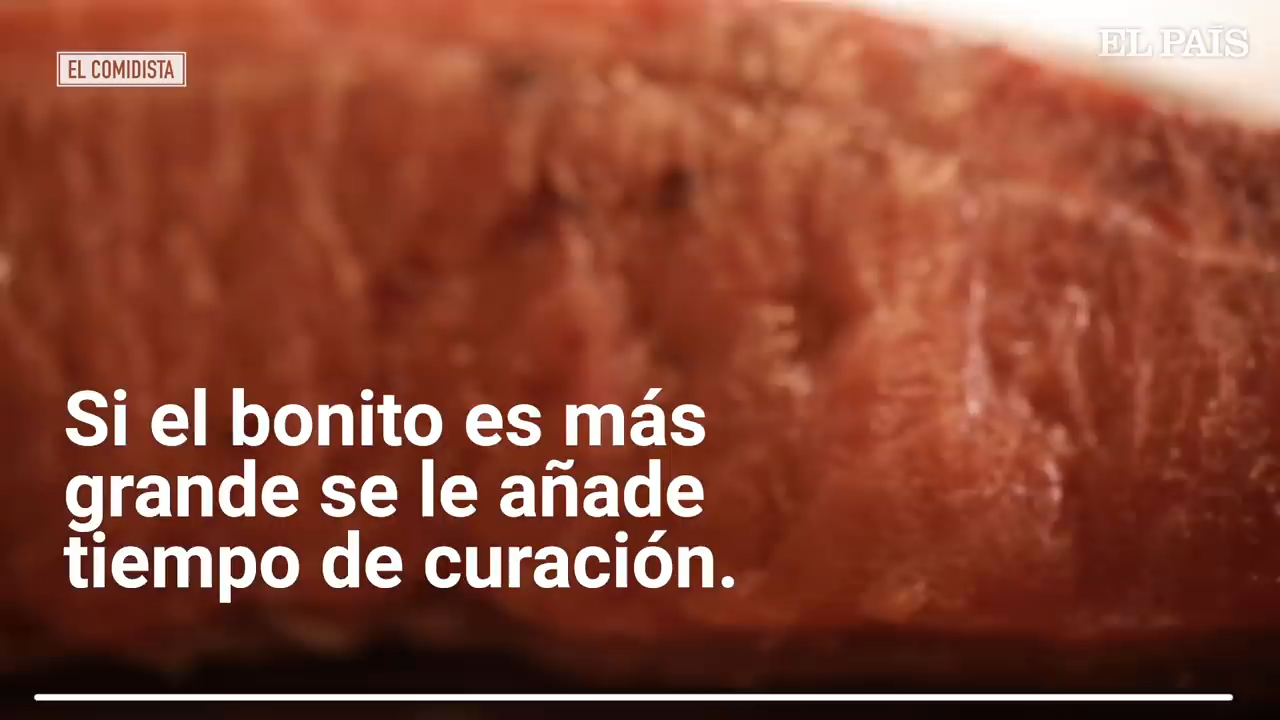 EL COMIDISTA
EL PAÍS
Si el bonito es más
grande se le añade
tiempo de curación.